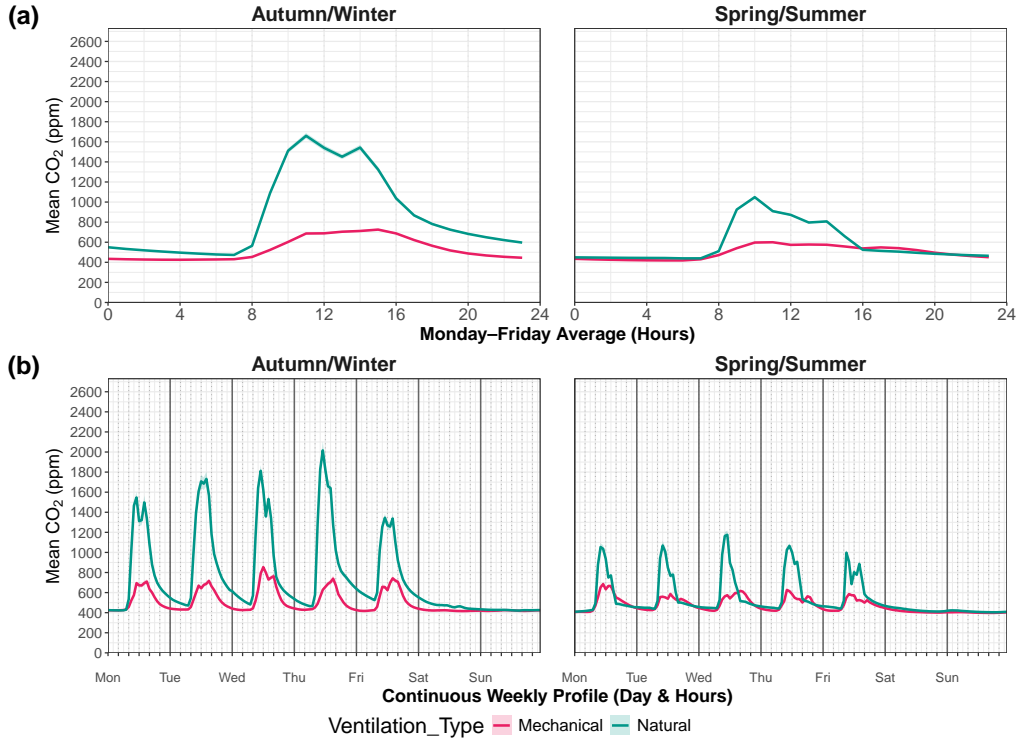 (a)
Autumn/Winter Spring/Summer
Mean CO₂ (ppm)
2600
2400
2200
2000
1800
1600
1400
1200
1000
800
600
400
200
0
0 4 8 12 16 20 24 0 4 8 12 16 20 24
Monday–Friday Average (Hours)
(b)
Autumn/Winter Spring/Summer
Mean CO₂ (ppm)
2600
2400
2200
2000
1800
1600
1400
1200
1000
800
600
400
200
0
Mon Tue Wed Thu Fri Sat Sun Mon Tue Wed Thu Fri Sat Sun
Continuous Weekly Profile (Day & Hours)
Ventilation_Type Mechanical Natural